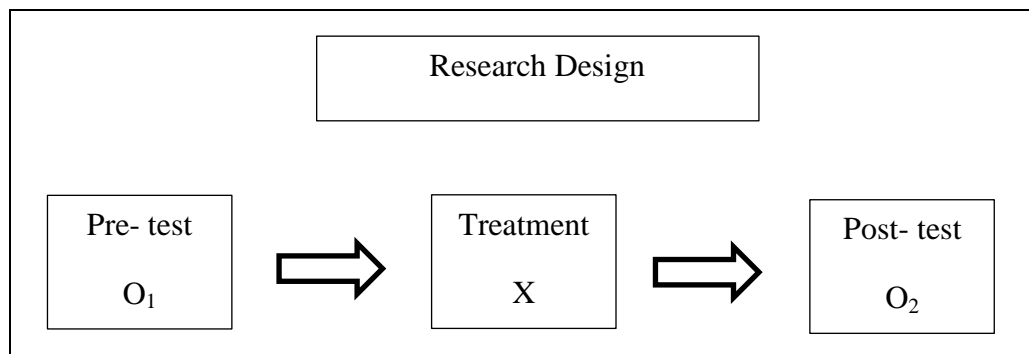 Research Design
Pre- test
O₁
Treatment
X
Post- test
O₂